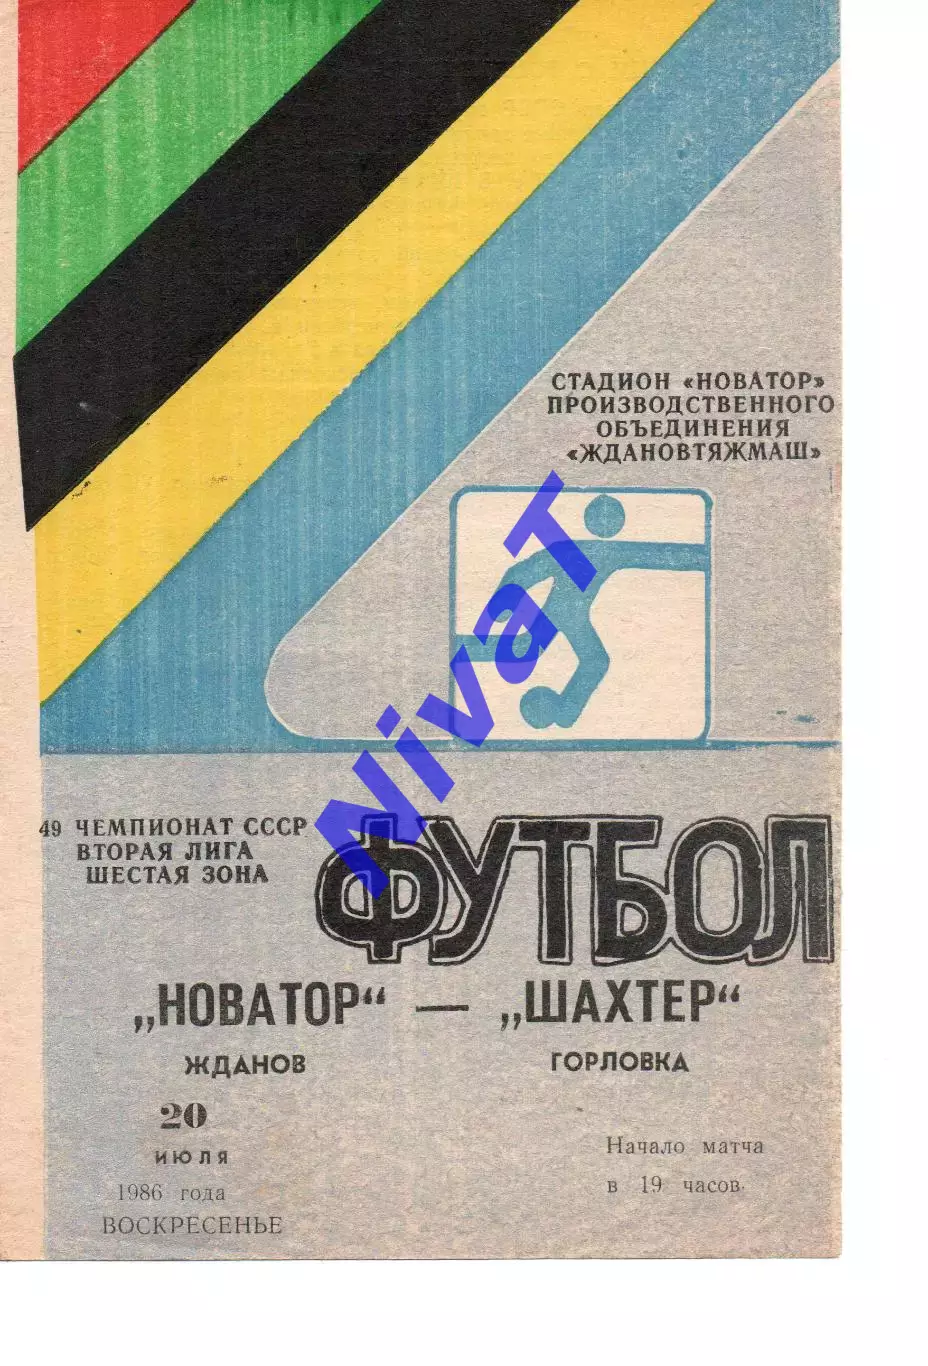 СТАДИОН «НОВАТОР»
ПРОИЗВОДСТВЕННОГО
ОБЪЕДИНЕНИЯ
«ЖДАНОВТЯЖМАШ»
NivaT
49 ЧЕМПИОНАТ СССР
ВТОРАЯ ЛИГА
ШЕСТАЯ ЗОНА
ФУТБОЛ
„НОВАТОР“ — „ШАХТЕР“
ЖДАНОВ ГОРЛОВКА
20
ИЮЛЯ
1986 года
ВОСКРЕСЕНЬЕ
Начало матча
в 19 часов.